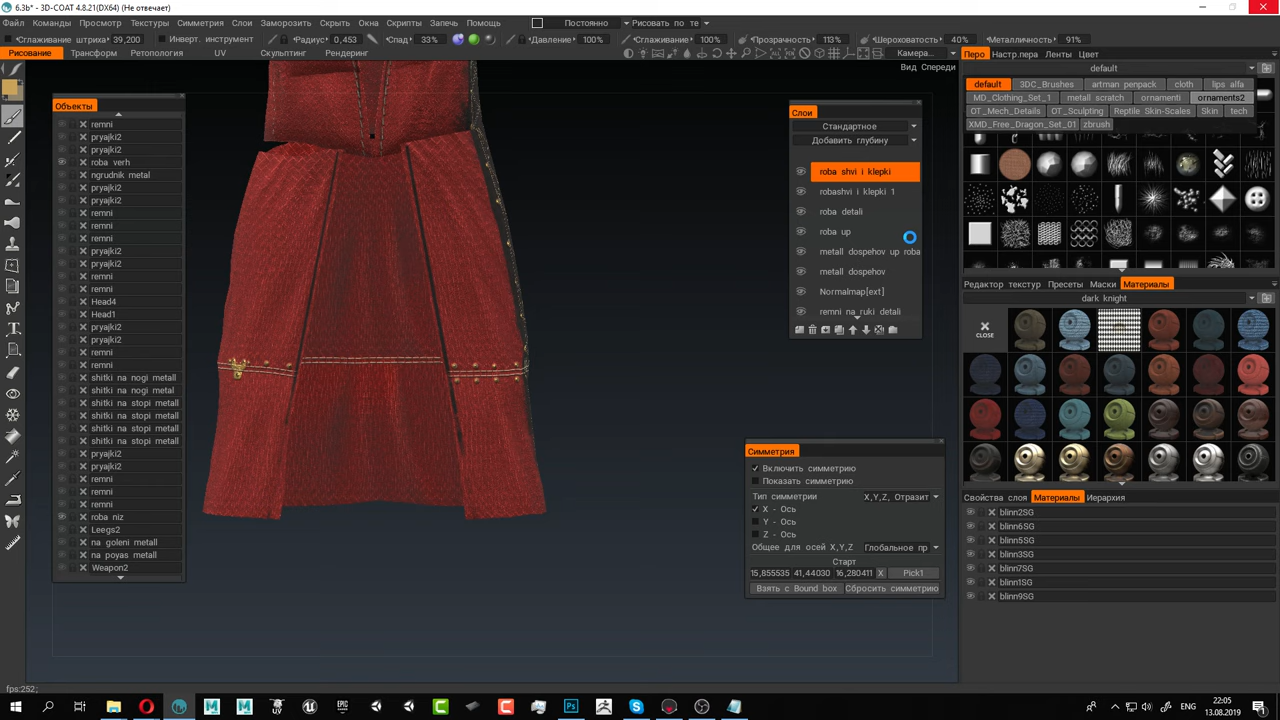 6.3b* - 3D-COAT 4.8.21(DX64) (Не отвечает)
Файл Команды Просмотр Текстуры Симметрия Слои Заморозить Скрыть Окна Скрипты Запечь Помощь Постоянно Рисовать по те
Сглаживание штриха 39,200 Инверт. инструмент Радиус 0,453 Спад 33% Давление 100% Сглаживание 100% Прозрачность 113% Шероховатость 40% Металличность 91%
Рисование Трансформ Ретопология UV Скульптинг Рендеринг Камера...
Вид Спереди
Объекты
remni
pryajki2
pryajki2
roba verh
ngrudnik metal
pryajki2
pryajki2
remni
remni
remni
pryajki2
pryajki2
remni
remni
Head4
Head1
pryajki2
pryajki2
remni
remni
shitki na nogi metall
shitki na nogi metal
shitki na stopi metall
shitki na stopi metall
shitki na stopi metall
shitki na stopi metall
pryajki2
pryajki2
remni
remni
remni
roba niz
Leegs2
na goleni metall
na poyas metall
Weapon2
Слои
Стандартное
Добавить глубину
roba shvi i klepki
robashvi i klepki 1
roba detali
roba up
metall dospehov up roba
metall dospehov
Normalmap[ext]
remni na ruki detali
Симметрия
Включить симметрию
Показать симметрию
Тип симметрии X,Y,Z, Отразит
X - Ось
Y - Ось
Z - Ось
Общее для осей X,Y,Z Глобальное пр
Старт
15,855535 41,44030 16,280411 X Pick1
Взять с Bound box Сбросить симметрию
Перо Настр.пера Ленты Цвет
default
default 3DC_Brushes artman penpack cloth lips alfa
MD_Clothing_Set_1 metall scratch ornamenti ornaments2
OT_Mech_Details OT_Sculpting Reptile Skin-Scales Skin tech
XMD_Free_Dragon_Set_01 zbrush
Редактор текстур Пресеты Маски Материалы
dark knight
CLOSE
Свойства слоя Материалы Иерархия
blinn2SG
blinn6SG
blinn5SG
blinn3SG
blinn7SG
blinn1SG
blinn9SG
fps:252;
22:05
ENG
13.08.2019